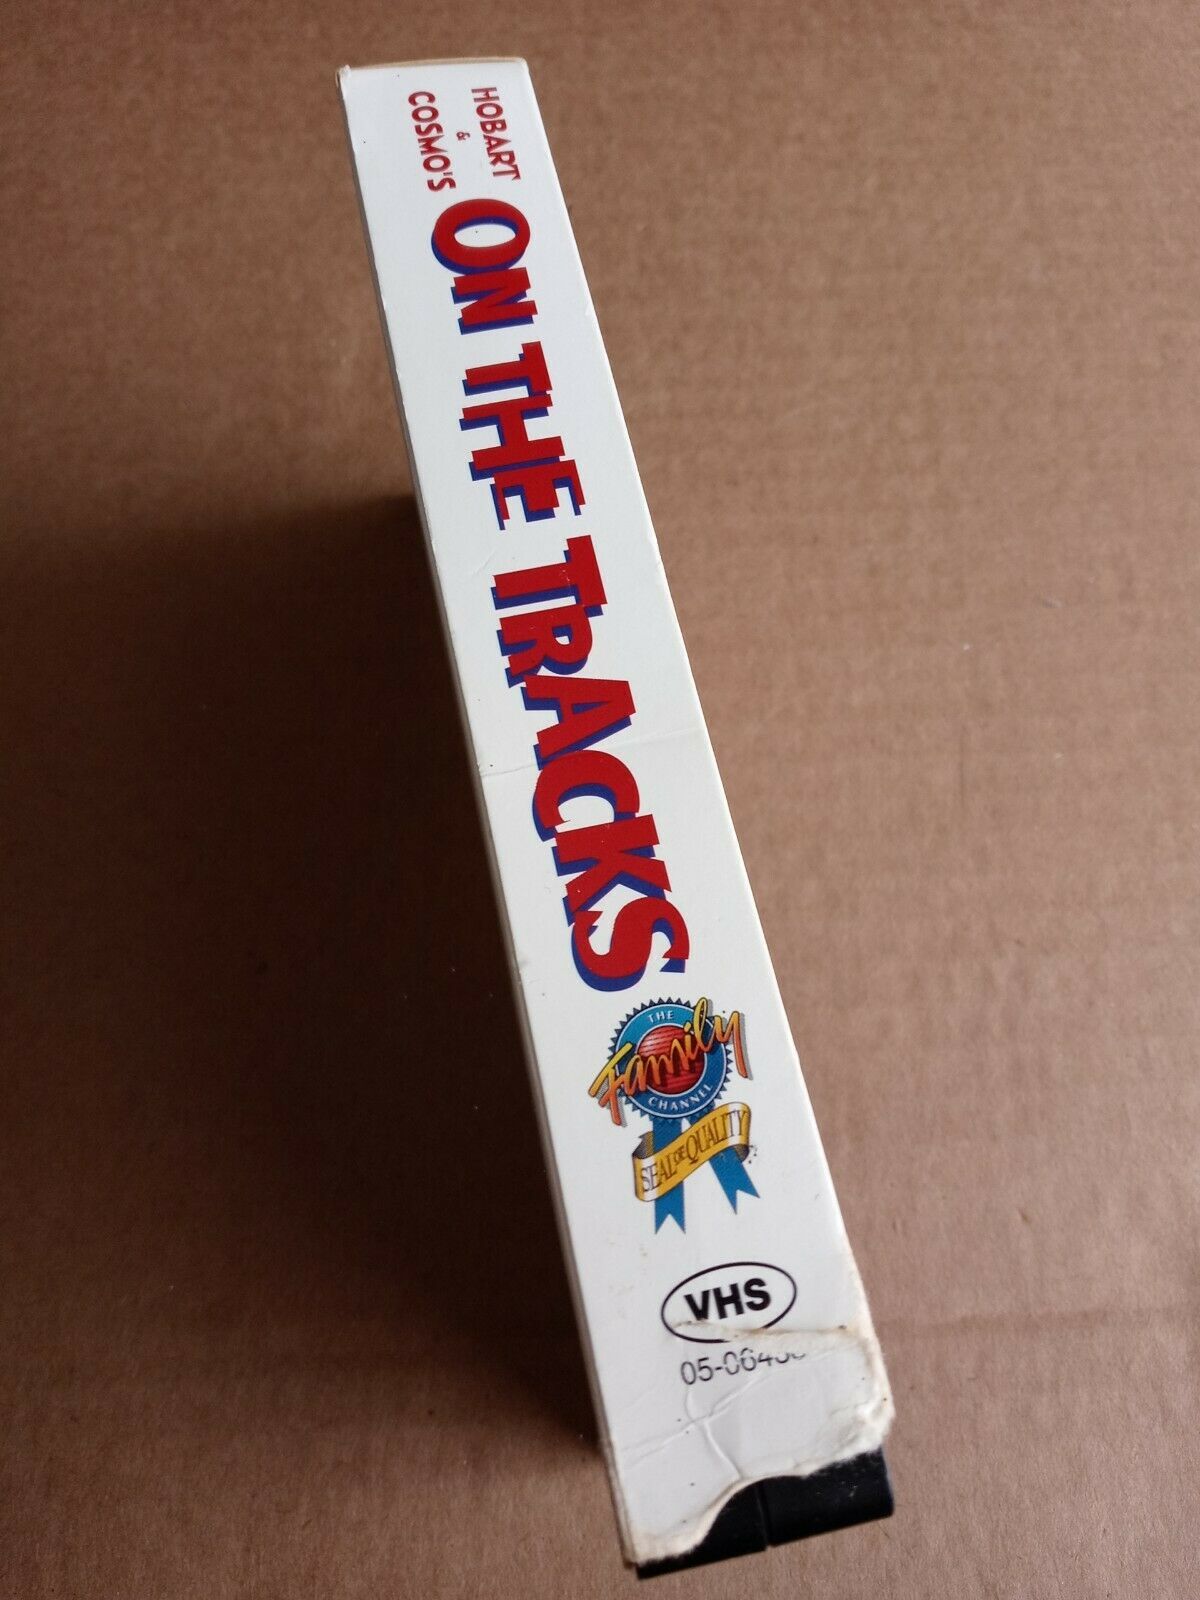 HOBART
&
COSMO'S
ON THE TRACKS
THE
Family
CHANNEL
SEAL OF QUALITY
VHS